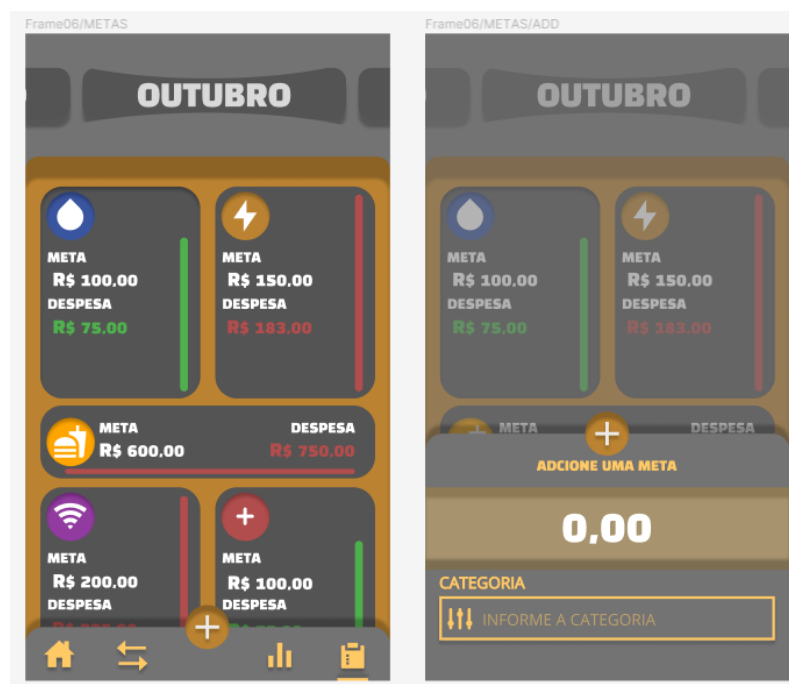 Frame06/METAS
OUTUBRO
META
R$ 100,00
DESPESA
R$ 75,00
META
R$ 150,00
DESPESA
R$ 183,00
META
R$ 600,00
DESPESA
R$ 750,00
META
R$ 200,00
DESPESA
META
R$ 100,00
DESPESA
Frame06/METAS/ADD
OUTUBRO
META
R$ 100,00
DESPESA
R$ 75,00
META
R$ 150,00
DESPESA
R$ 183,00
META
DESPESA
ADCIONE UMA META
0,00
CATEGORIA
INFORME A CATEGORIA